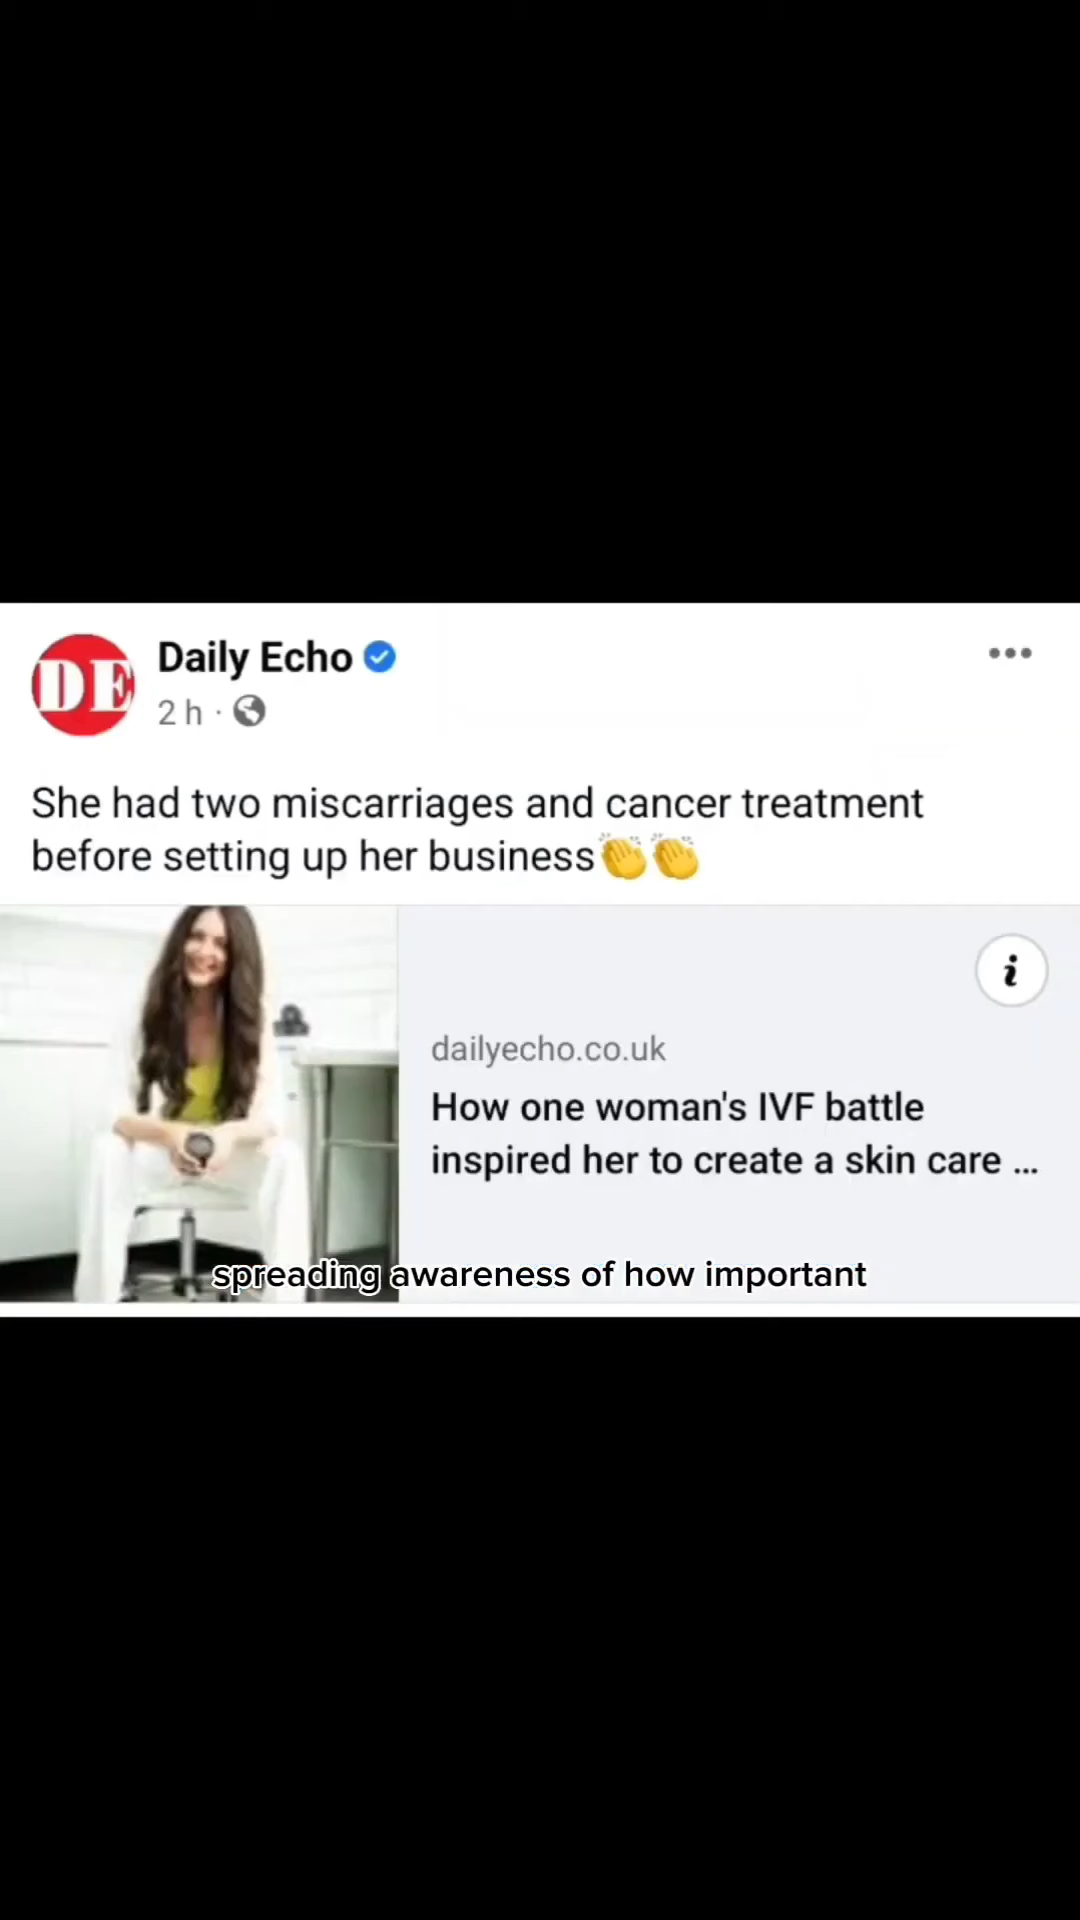 DE
Daily Echo
2 h ·
She had two miscarriages and cancer treatment
before setting up her business👏👏
i
dailyecho.co.uk
How one woman's IVF battle
inspired her to create a skin care ...
spreading awareness of how important